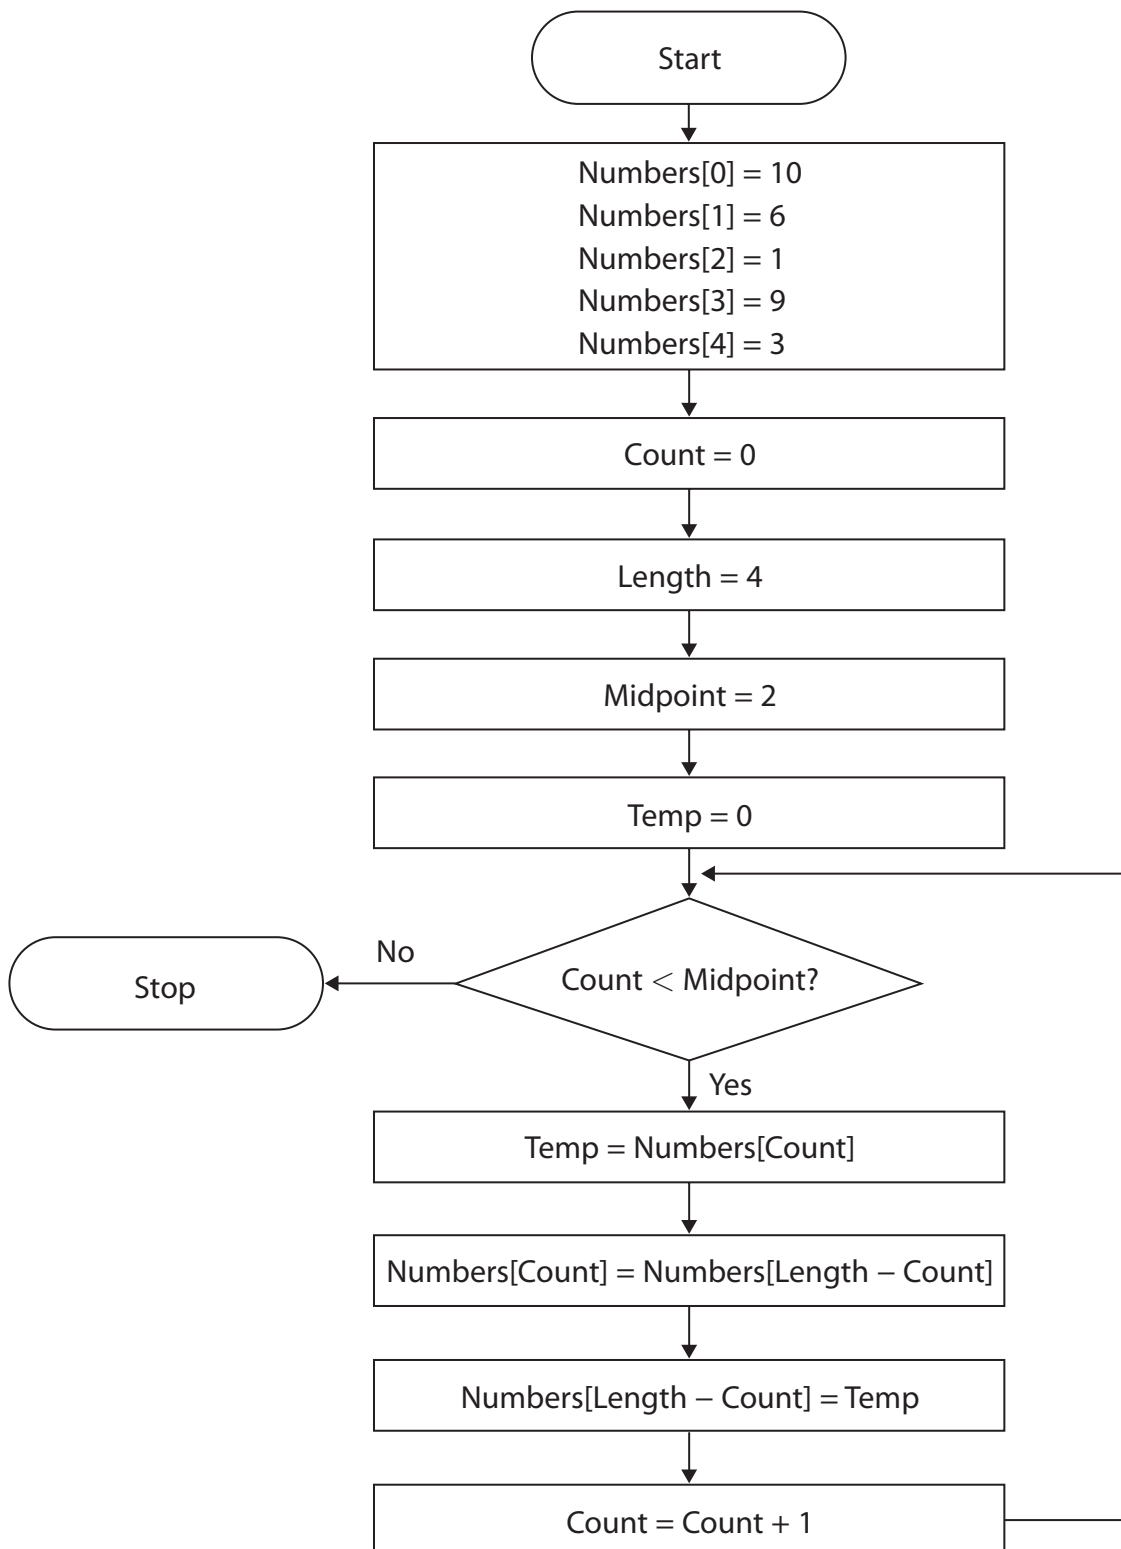 Start
Numbers[0] = 10
Numbers[1] = 6
Numbers[2] = 1
Numbers[3] = 9
Numbers[4] = 3
Count = 0
Length = 4
Midpoint = 2
Temp = 0
Count < Midpoint?
No
Stop
Yes
Temp = Numbers[Count]
Numbers[Count] = Numbers[Length – Count]
Numbers[Length – Count] = Temp
Count = Count + 1